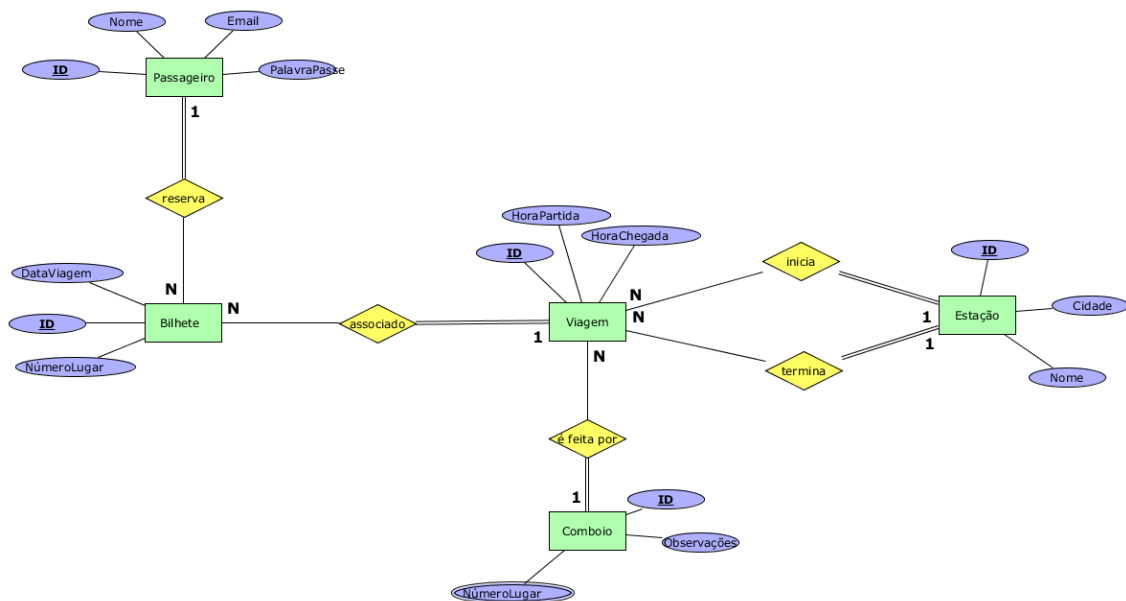 Nome
Email
ID
Passageiro
PalavraPasse
1
reserva
HoraPartida
HoraChegada
ID
inicia
ID
DataViagem
N
N
N
N
Cidade
ID
Bilhete
associado
Viagem
1
Estação
1
1
NúmeroLugar
N
termina
Nome
é feita por
1
ID
Comboio
Observações
NúmeroLugar